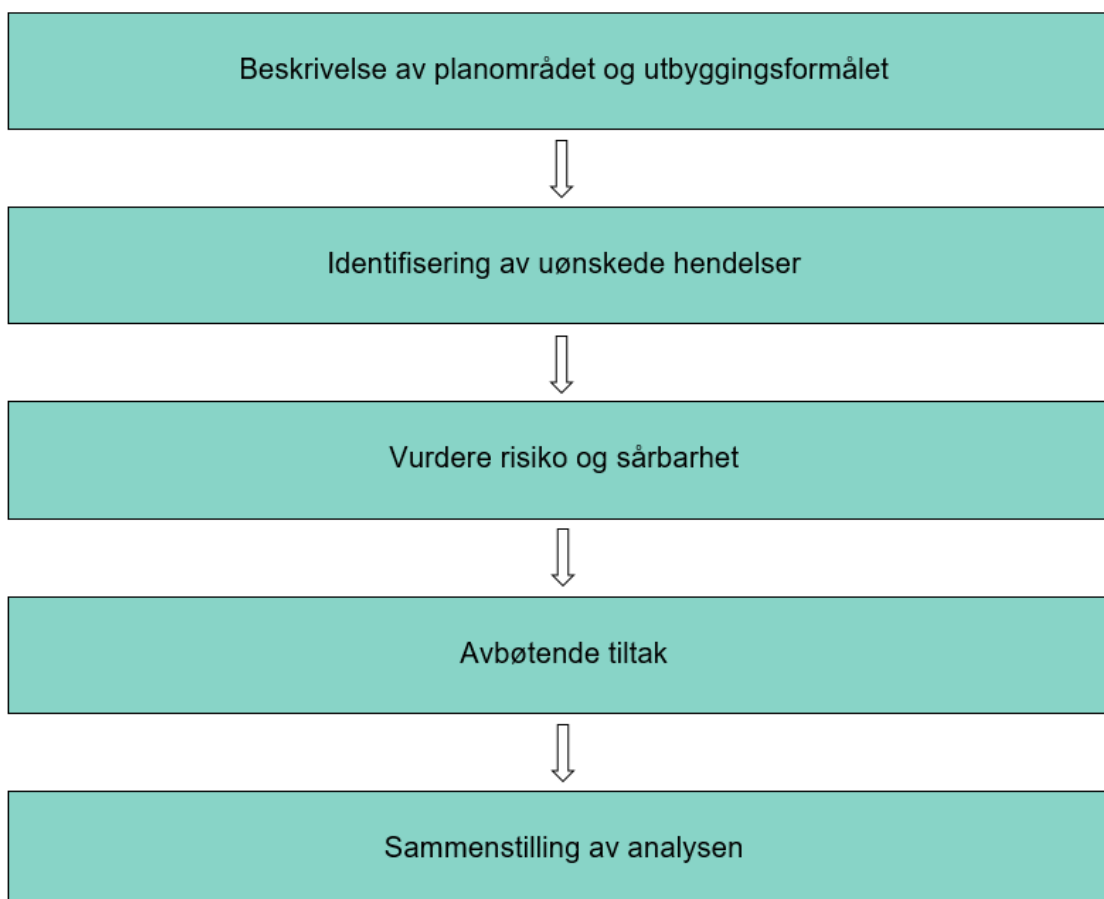 Beskrivelse av planområdet og utbyggingsformålet
Identifisering av uønskede hendelser
Vurdere risiko og sårbarhet
Avbøtende tiltak
Sammenstilling av analysen